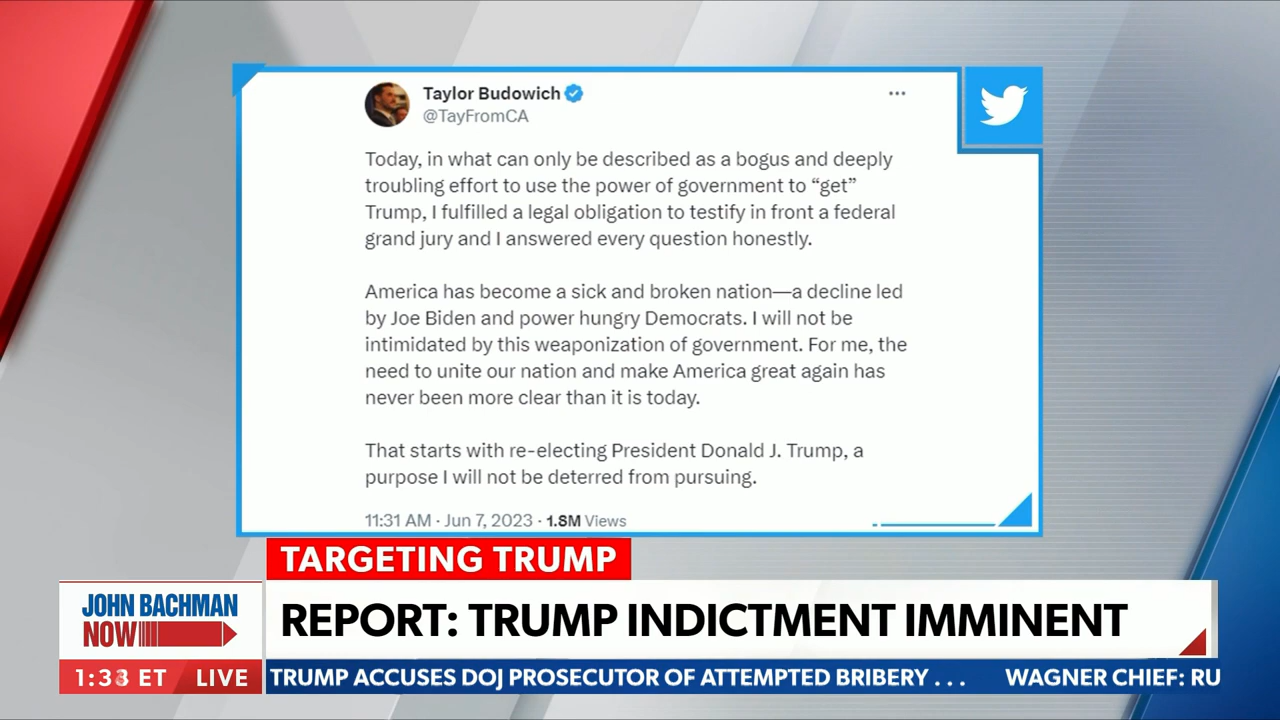 Taylor Budowich
@TayFromCA
Today, in what can only be described as a bogus and deeply
troubling effort to use the power of government to “get”
Trump, I fulfilled a legal obligation to testify in front a federal
grand jury and I answered every question honestly.
America has become a sick and broken nation—a decline led
by Joe Biden and power hungry Democrats. I will not be
intimidated by this weaponization of government. For me, the
need to unite our nation and make America great again has
never been more clear than it is today.
That starts with re-electing President Donald J. Trump, a
purpose I will not be deterred from pursuing.
11:31 AM · Jun 7, 2023 · 1.8M Views
TARGETING TRUMP
JOHN BACHMAN
NOW
REPORT: TRUMP INDICTMENT IMMINENT
LIVE
TRUMP ACCUSES DOJ PROSECUTOR OF ATTEMPTED BRIBERY . . . WAGNER CHIEF: RU